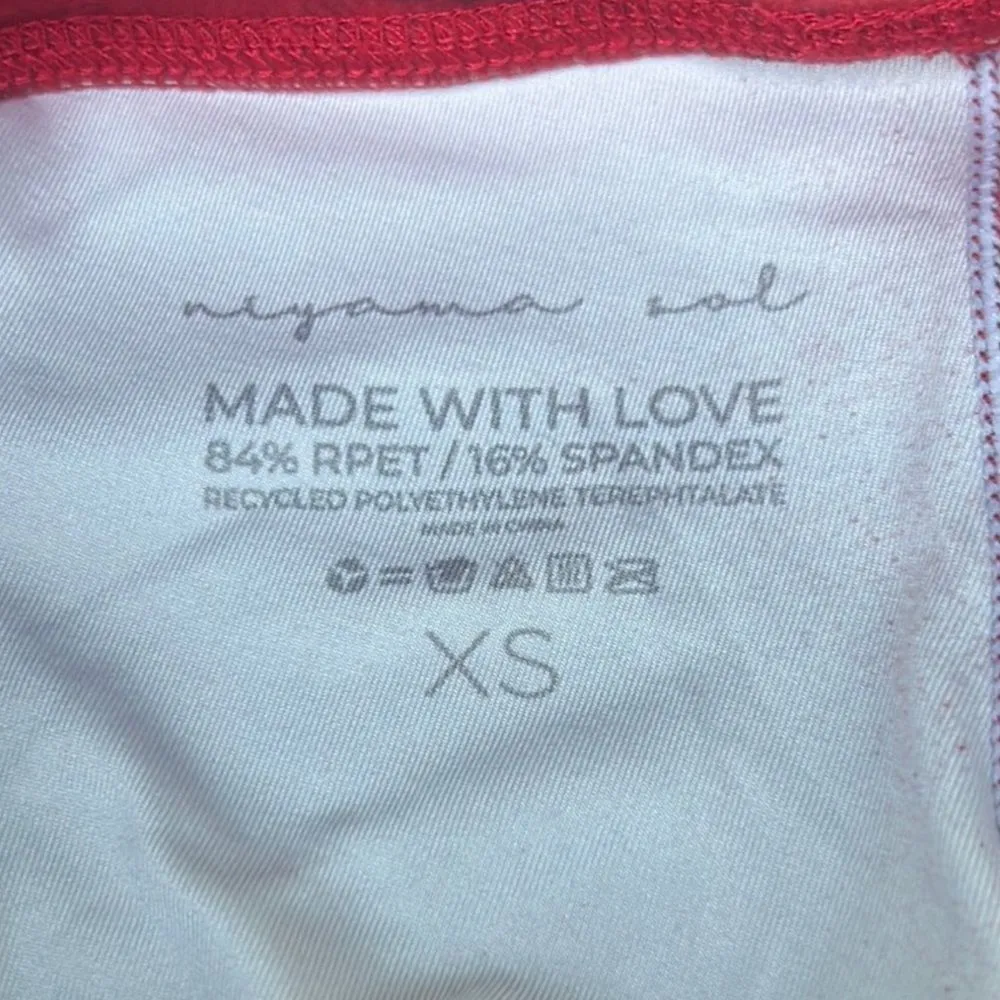 niyama sol
MADE WITH LOVE
84% RPET / 16% SPANDEX
RECYCLED POLYETHYLENE TEREPHTALATE
MADE IN CHINA
XS